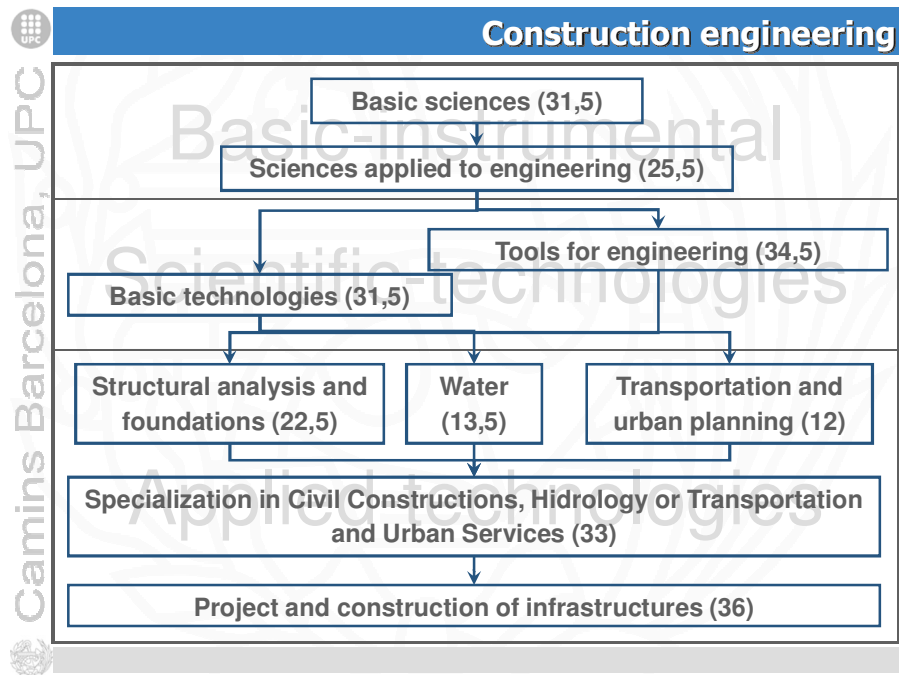 UPC
Construction engineering
Camins Barcelona, UPC
Basic-instrumental
Basic sciences (31,5)
Sciences applied to engineering (25,5)
Scientific-technologies
Tools for engineering (34,5)
Basic technologies (31,5)
Structural analysis and
foundations (22,5)
Water
(13,5)
Transportation and
urban planning (12)
Applied-technologies
Specialization in Civil Constructions, Hidrology or Transportation
and Urban Services (33)
Project and construction of infrastructures (36)